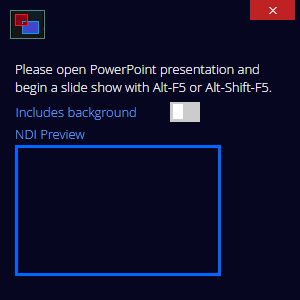 Please open PowerPoint presentation and
begin a slide show with Alt-F5 or Alt-Shift-F5.
Includes background
NDI Preview